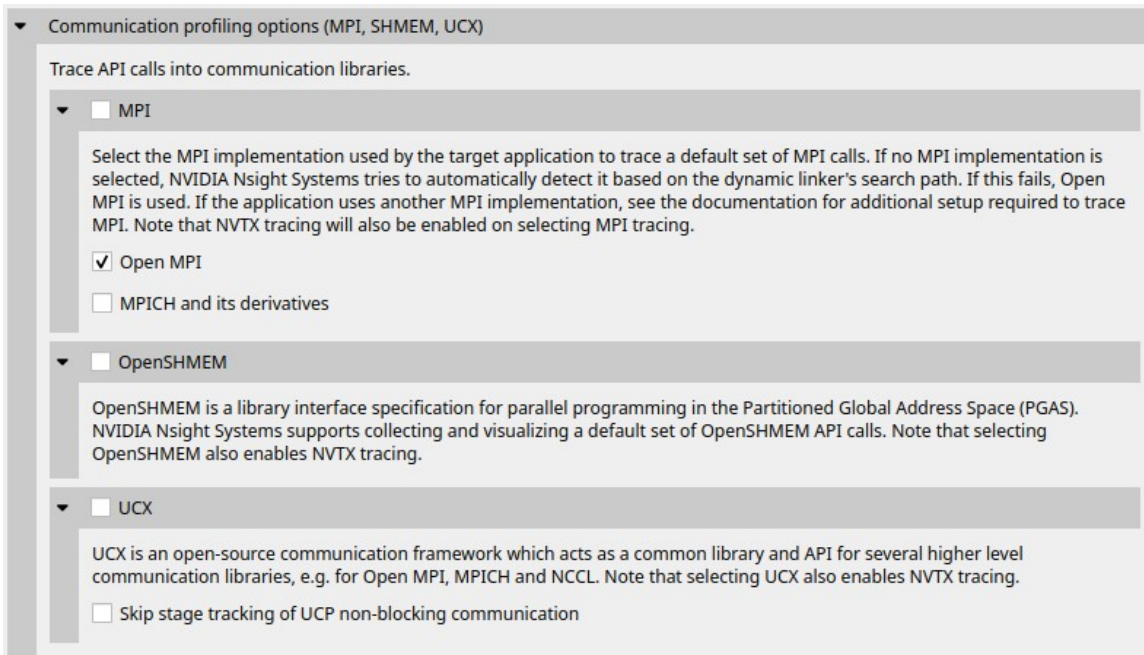 Communication profiling options (MPI, SHMEM, UCX)
Trace API calls into communication libraries.
MPI
Select the MPI implementation used by the target application to trace a default set of MPI calls. If no MPI implementation is
selected, NVIDIA Nsight Systems tries to automatically detect it based on the dynamic linker's search path. If this fails, Open
MPI is used. If the application uses another MPI implementation, see the documentation for additional setup required to trace
MPI. Note that NVTX tracing will also be enabled on selecting MPI tracing.
Open MPI
MPICH and its derivatives
OpenSHMEM
OpenSHMEM is a library interface specification for parallel programming in the Partitioned Global Address Space (PGAS).
NVIDIA Nsight Systems supports collecting and visualizing a default set of OpenSHMEM API calls. Note that selecting
OpenSHMEM also enables NVTX tracing.
UCX
UCX is an open-source communication framework which acts as a common library and API for several higher level
communication libraries, e.g. for Open MPI, MPICH and NCCL. Note that selecting UCX also enables NVTX tracing.
Skip stage tracking of UCP non-blocking communication